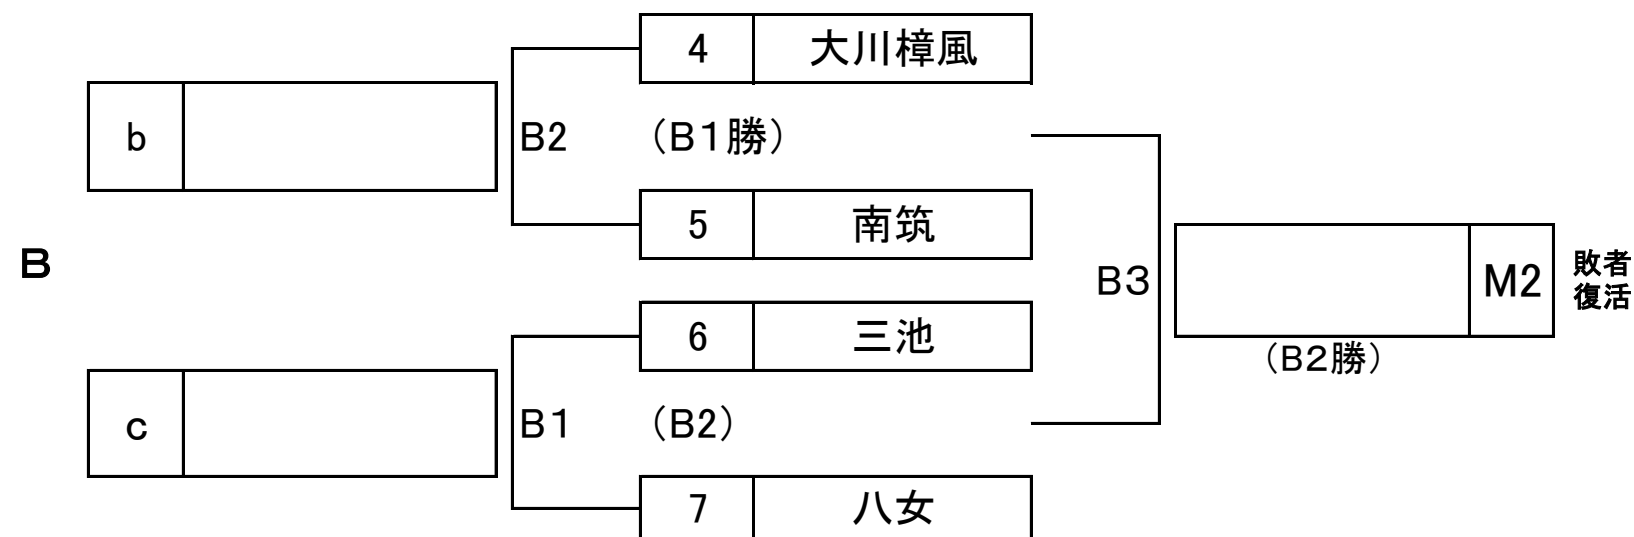 4 大川樟風
b
B2 （B1勝）
5 南筑
B
B3
M2
敗者
復活
6 三池
（B2勝）
c
B1 （B2）
7 八女